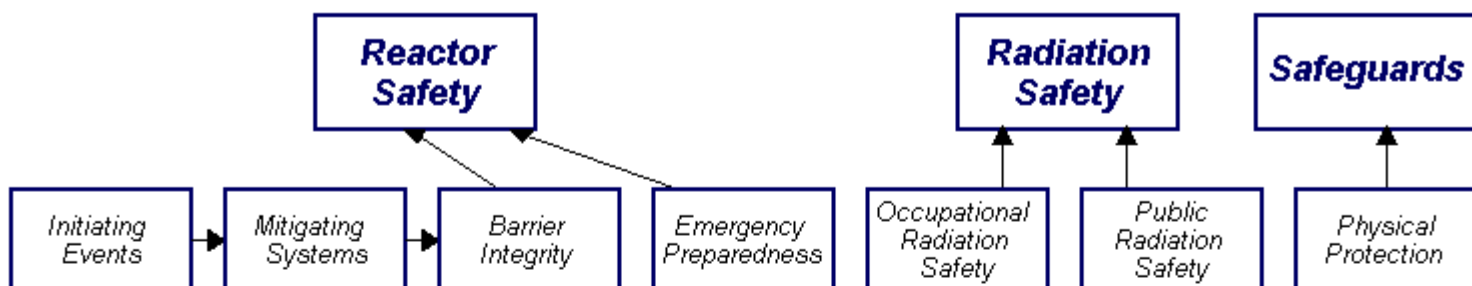 Reactor
Safety
Radiation
Safety
Safeguards
Initiating
Events
Mitigating
Systems
Barrier
Integrity
Emergency
Preparedness
Occupational
Radiation
Safety
Public
Radiation
Safety
Physical
Protection